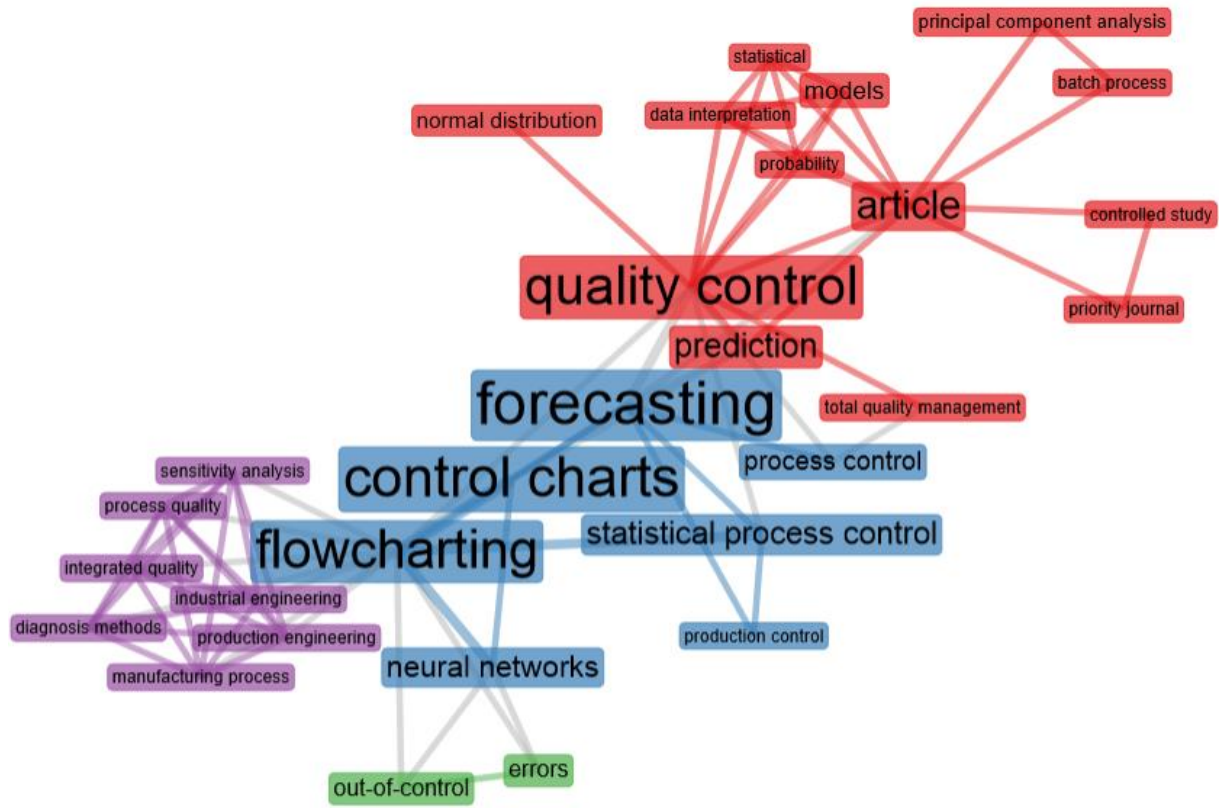 principal component analysis
statistical
batch process
models
data interpretation
normal distribution
probability
article
controlled study
quality control
priority journal
prediction
forecasting
total quality management
process control
sensitivity analysis
control charts
process quality
statistical process control
flowcharting
integrated quality
industrial engineering
diagnosis methods
production engineering
production control
neural networks
manufacturing process
errors
out-of-control